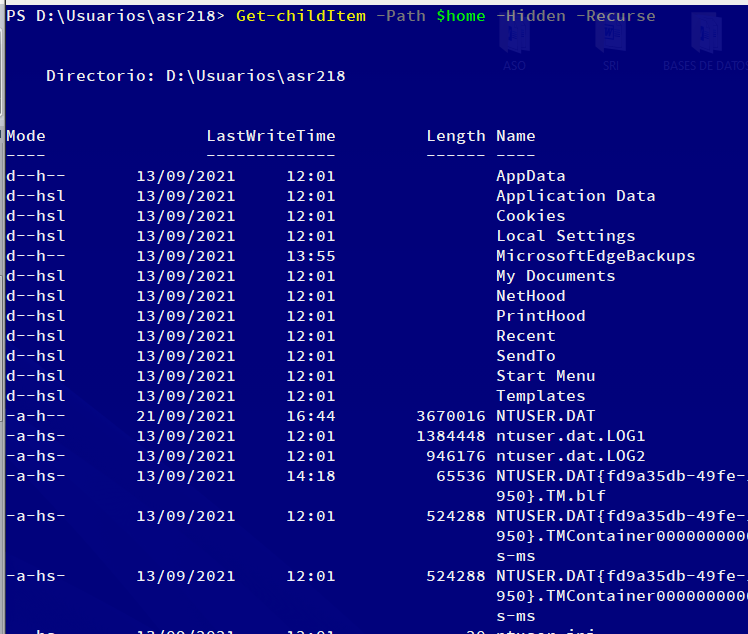 PS D:\Usuarios\asr218> Get-childItem -Path $home -Hidden -Recurse
ASO SRI BASES DE DATO
Directorio: D:\Usuarios\asr218
Mode LastWriteTime Length Name
---- ------------- ------ ----
d--h-- 13/09/2021 12:01 AppData
d--hsl 13/09/2021 12:01 Application Data
d--hsl 13/09/2021 12:01 Cookies
d--hsl 13/09/2021 12:01 Local Settings
d--h-- 13/09/2021 13:55 MicrosoftEdgeBackups
d--hsl 13/09/2021 12:01 My Documents
d--hsl 13/09/2021 12:01 NetHood
d--hsl 13/09/2021 12:01 PrintHood
d--hsl 13/09/2021 12:01 Recent
d--hsl 13/09/2021 12:01 SendTo
d--hsl 13/09/2021 12:01 Start Menu
d--hsl 13/09/2021 12:01 Templates
-a-h-- 21/09/2021 16:44 3670016 NTUSER.DAT
-a-hs- 13/09/2021 12:01 1384448 ntuser.dat.LOG1
-a-hs- 13/09/2021 12:01 946176 ntuser.dat.LOG2
-a-hs- 13/09/2021 14:18 65536 NTUSER.DAT{fd9a35db-49fe-
950}.TM.blf
-a-hs- 13/09/2021 12:01 524288 NTUSER.DAT{fd9a35db-49fe-
950}.TMContainer0000000000
s-ms
-a-hs- 13/09/2021 12:01 524288 NTUSER.DAT{fd9a35db-49fe-
950}.TMContainer0000000000
s-ms